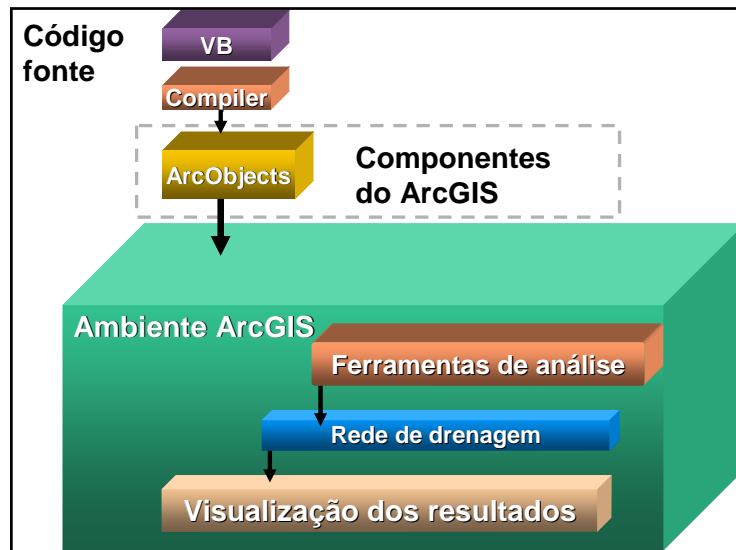 Código
fonte
VB
Compiler
ArcObjects
Componentes
do ArcGIS
Ambiente ArcGIS
Ferramentas de análise
Rede de drenagem
Visualização dos resultados